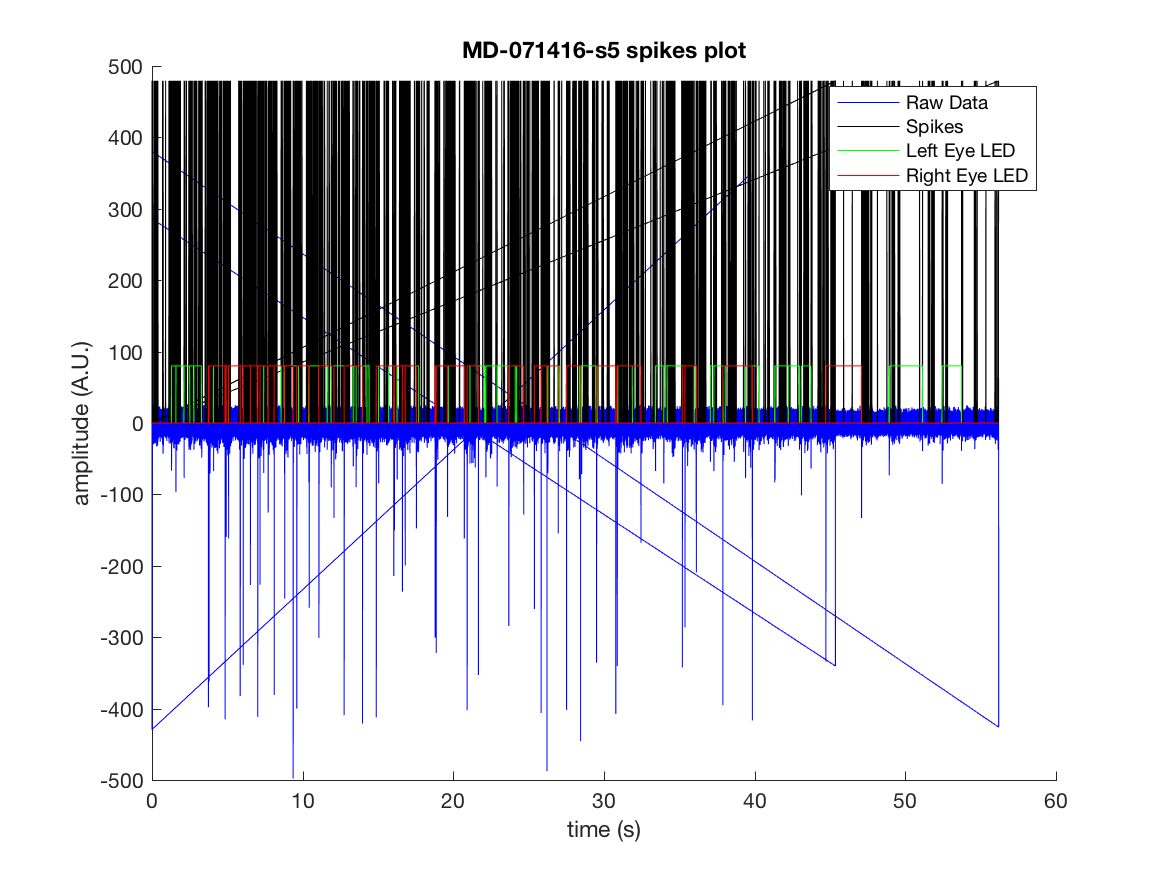 MD-071416-s5 spikes plot
500
400
300
200
100
0
-100
-200
-300
-400
-500
amplitude (A.U.)
Raw Data
Spikes
Left Eye LED
Right Eye LED
0 10 20 30 40 50 60
time (s)